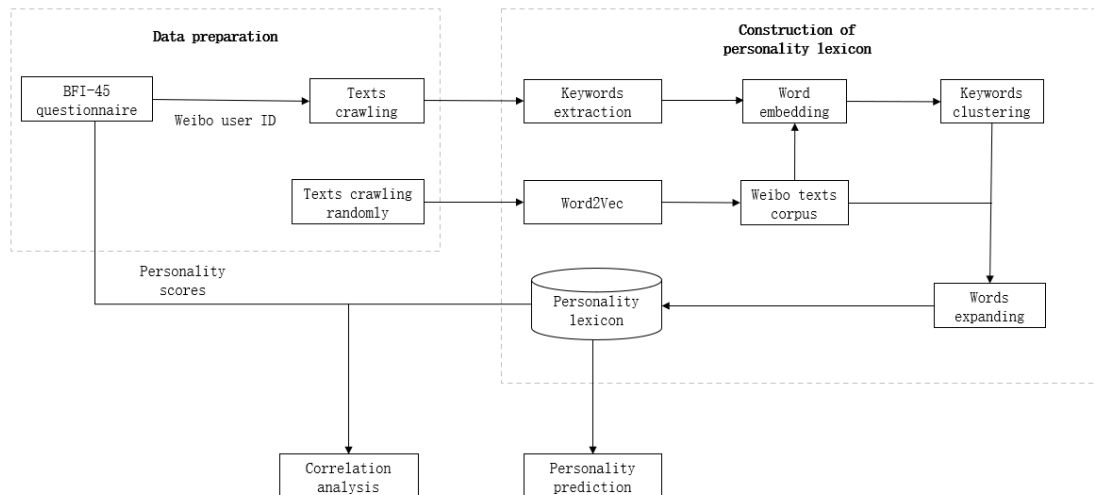 Data preparation
Construction of
personality lexicon
BFI-45
questionnaire
Weibo user ID
Texts
crawling
Keywords
extraction
Word
embedding
Keywords
clustering
Texts crawling
randomly
Word2Vec
Weibo texts
corpus
Personality
scores
Personality
lexicon
Words
expanding
Correlation
analysis
Personality
prediction